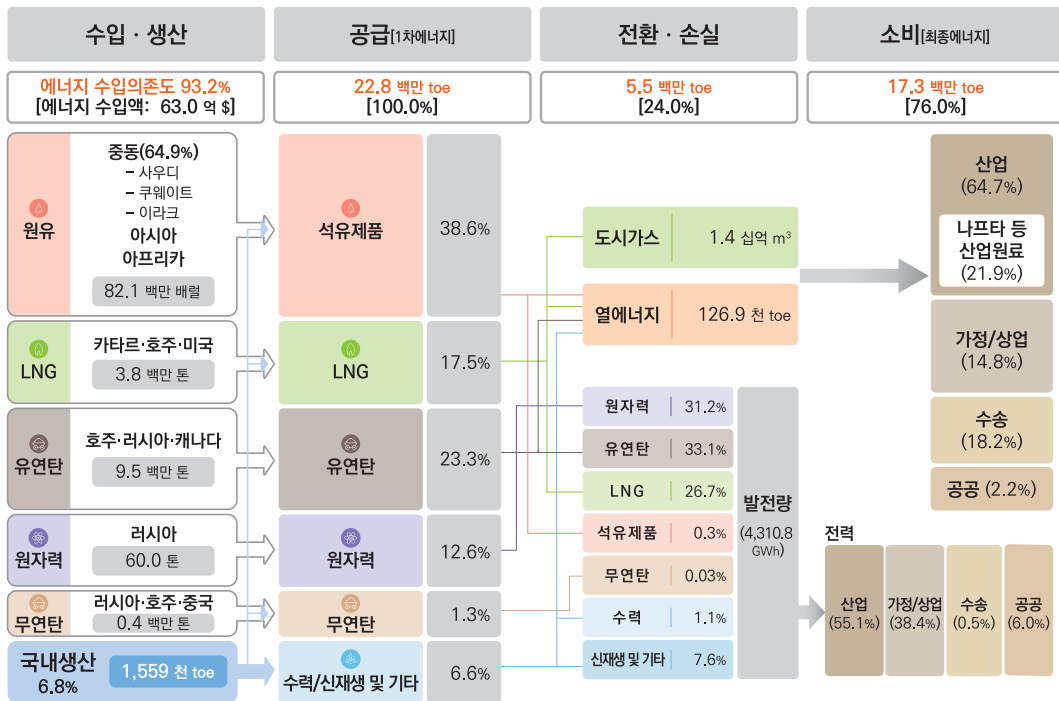 수입 · 생산
공급[1차에너지]
전환 · 손실
소비[최종에너지]
에너지 수입의존도 93.2%
[에너지 수입액: 63.0 억 $]
22.8 백만 toe
[100.0%]
5.5 백만 toe
[24.0%]
17.3 백만 toe
[76.0%]
원유
중동(64.9%)
– 사우디
– 쿠웨이트
– 이라크
아시아
아프리카
82.1 백만 배럴
LNG
카타르·호주·미국
3.8 백만 톤
유연탄
호주·러시아·캐나다
9.5 백만 톤
원자력
러시아
60.0 톤
무연탄
러시아·호주·중국
0.4 백만 톤
국내생산
6.8%
1,559 천 toe
석유제품
38.6%
LNG
17.5%
유연탄
23.3%
원자력
12.6%
무연탄
1.3%
수력/신재생 및 기타
6.6%
도시가스
1.4 십억 m³
열에너지
126.9 천 toe
원자력 31.2%
유연탄 33.1%
LNG 26.7%
석유제품 0.3%
무연탄 0.03%
수력 1.1%
신재생 및 기타 7.6%
발전량
(4,310.8
GWh)
산업
(64.7%)
나프타 등
산업원료
(21.9%)
가정/상업
(14.8%)
수송
(18.2%)
공공 (2.2%)
전력
산업
(55.1%)
가정/상업
(38.4%)
수송
(0.5%)
공공
(6.0%)